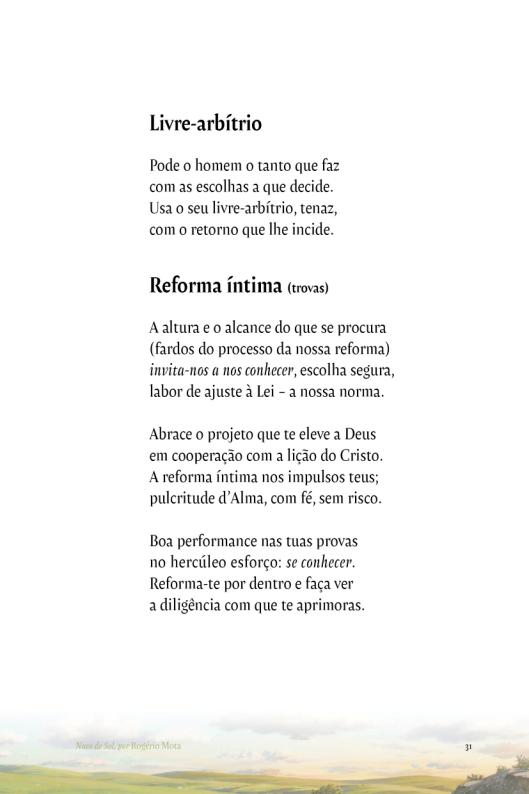 Livre-arbítrio
Pode o homem o tanto que faz
com as escolhas a que decide.
Usa o seu livre-arbítrio, tenaz,
com o retorno que lhe incide.
Reforma íntima (trovas)
A altura e o alcance do que se procura
(fardos do processo da nossa reforma)
invita-nos a nos conhecer, escolha segura,
labor de ajuste à Lei – a nossa norma.
Abrace o projeto que te eleve a Deus
em cooperação com a lição do Cristo.
A reforma íntima nos impulsos teus;
pulcritude d’Alma, com fé, sem risco.
Boa performance nas tuas provas
no hercúleo esforço: se conhecer.
Reforma-te por dentro e faça ver
a diligência com que te aprimoras.
de Sol, por Rogério Mota
31